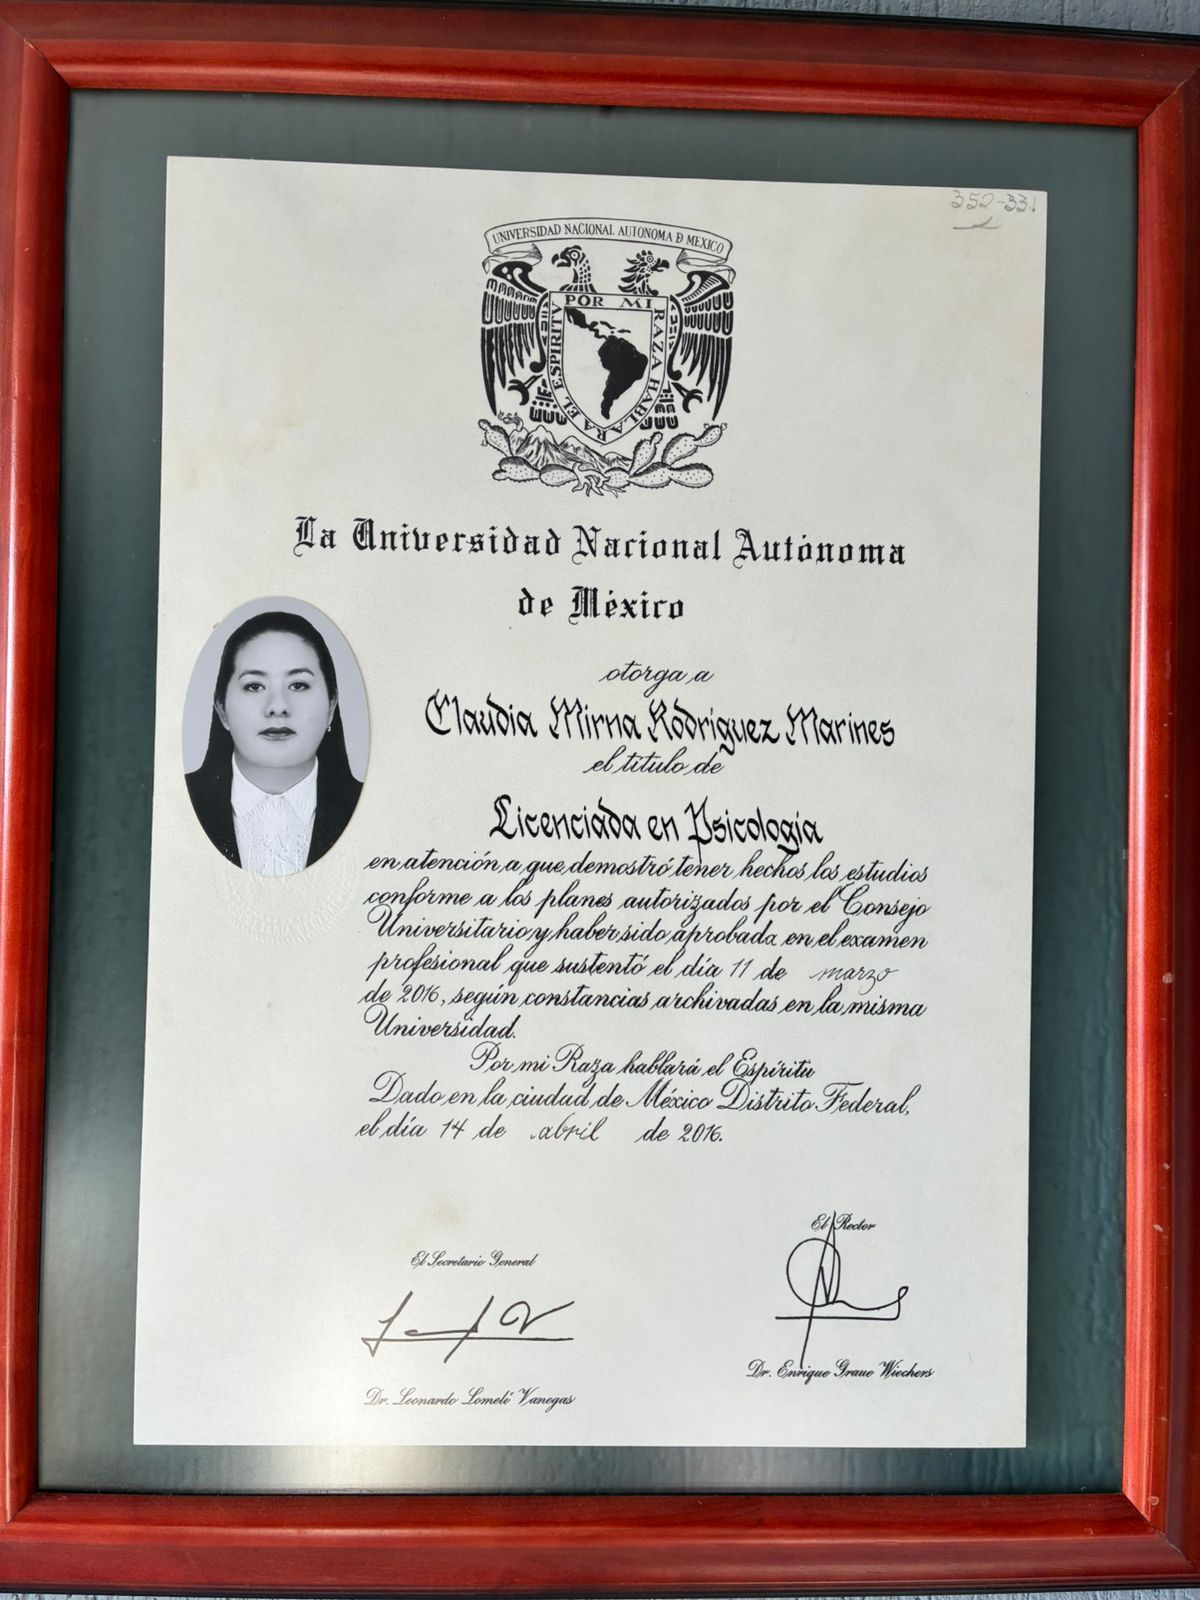 352-331
UNIVERSIDAD NACIONAL AUTONOMA D MEXICO
POR MI RAZA HABLARA EL ESPIRITU
La Universidad Nacional Autónoma
de México
otorga a
Claudia Mirna Rodríguez Marines
el título de
Licenciada en Psicología
en atención a que demostró tener hechos los estudios
conforme a los planes autorizados por el Consejo
Universitario y haber sido aprobada en el examen
profesional que sustentó el día 11 de marzo
de 2016, según constancias archivadas en la misma
Universidad.
Por mi Raza hablará el Espíritu
Dado en la ciudad de México Distrito Federal,
el día 14 de abril de 2016.
El Secretario General
Dr. Leonardo Lomelí Vanegas
El Rector
Dr. Enrique Graue Wiechers